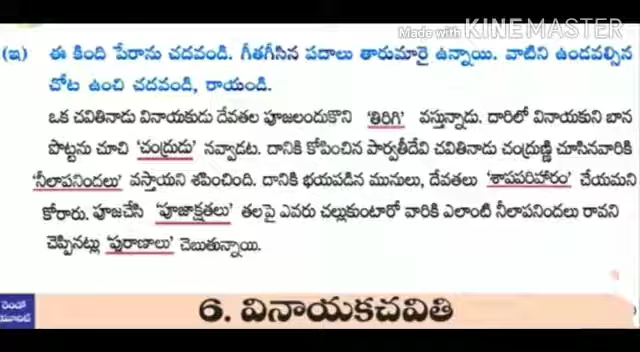 Made with KINEMASTER
(ఇ) ఈ కింది పేరాను చదవండి. గీతగీసిన పదాలు తారుమారై ఉన్నాయి. వాటిని ఉండవల్సిన
చోట ఉంచి చదవండి, రాయండి.
ఒక చవితినాడు వినాయకుడు దేవతల పూజలందుకొని 'తిరిగి' వస్తున్నాడు. దారిలో వినాయకుని బాన
పొట్టను చూచి 'చంద్రుడు' నవ్వాడట. దానికి కోపించిన పార్వతీదేవి చవితినాడు చంద్రుణ్ణి చూసినవారికి
'నీలాపనిందలు' వస్తాయని శపించింది. దానికి భయపడిన మునులు, దేవతలు 'శాపపరిహారం' చేయమని
కోరారు. పూజచేసి 'పూజాక్షతలు' తలపై ఎవరు చల్లుకుంటారో వారికి ఎలాంటి నీలాపనిందలు రావని
చెప్పినట్లు 'పురాణాలు' చెబుతున్నాయి.
రెండో
యూనిట్
6. వినాయకచవితి